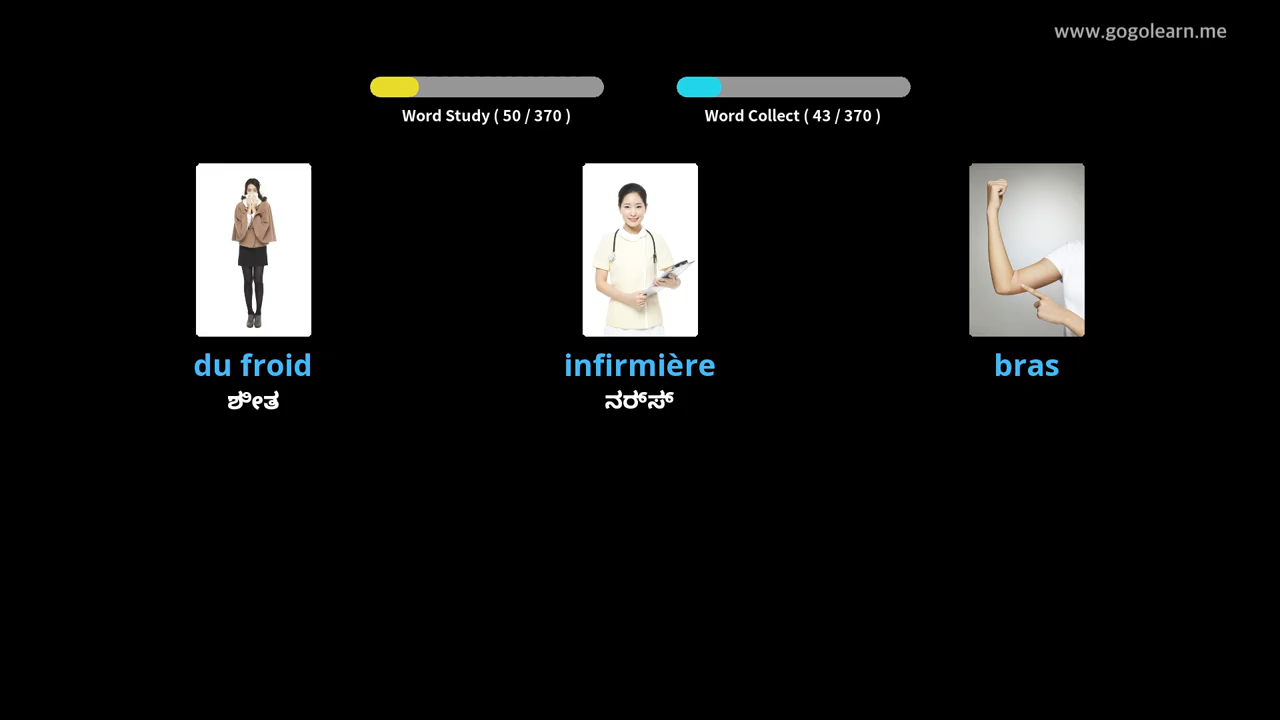 www.gogolearn.me
Word Study ( 50 / 370 )
Word Collect ( 43 / 370 )
du froid
infirmière
bras
ಶೀತ
ನರ್ಸ್